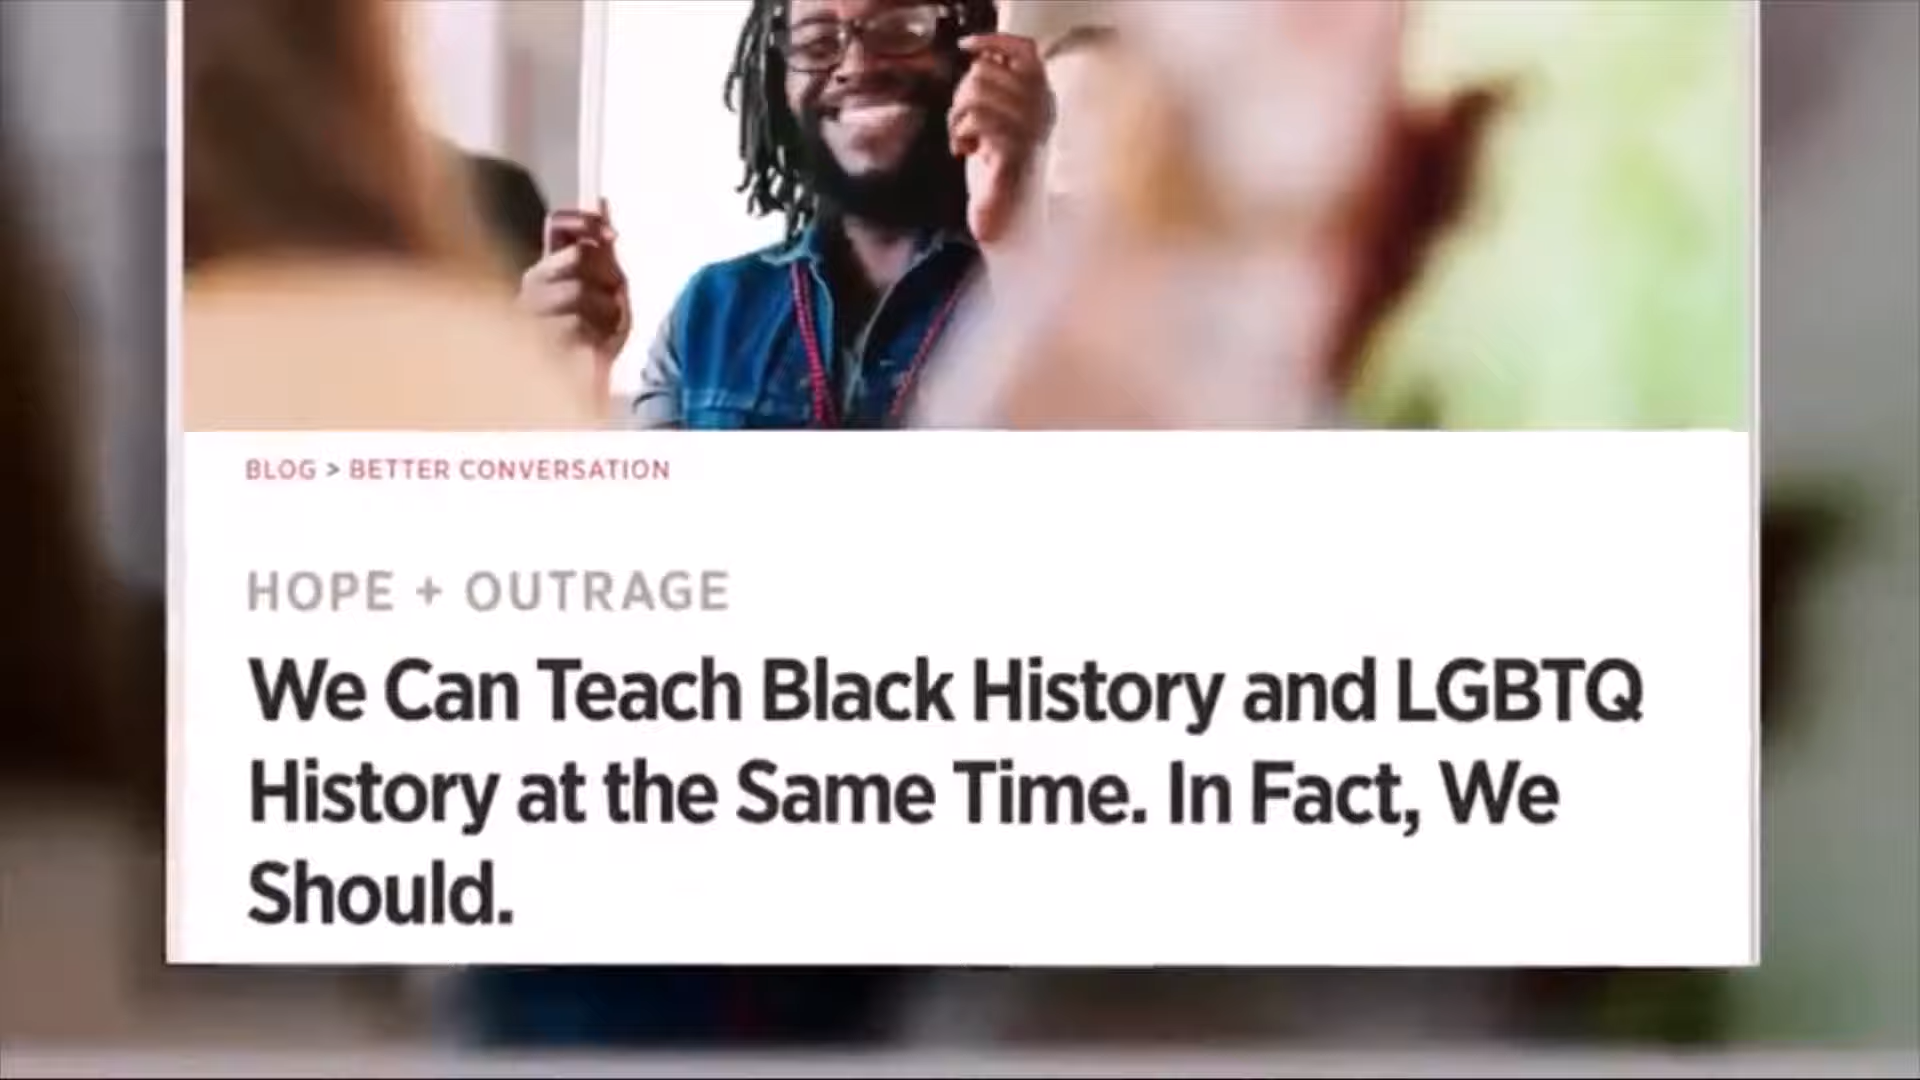 BLOG > BETTER CONVERSATION
HOPE + OUTRAGE
We Can Teach Black History and LGBTQ
History at the Same Time. In Fact, We
Should.